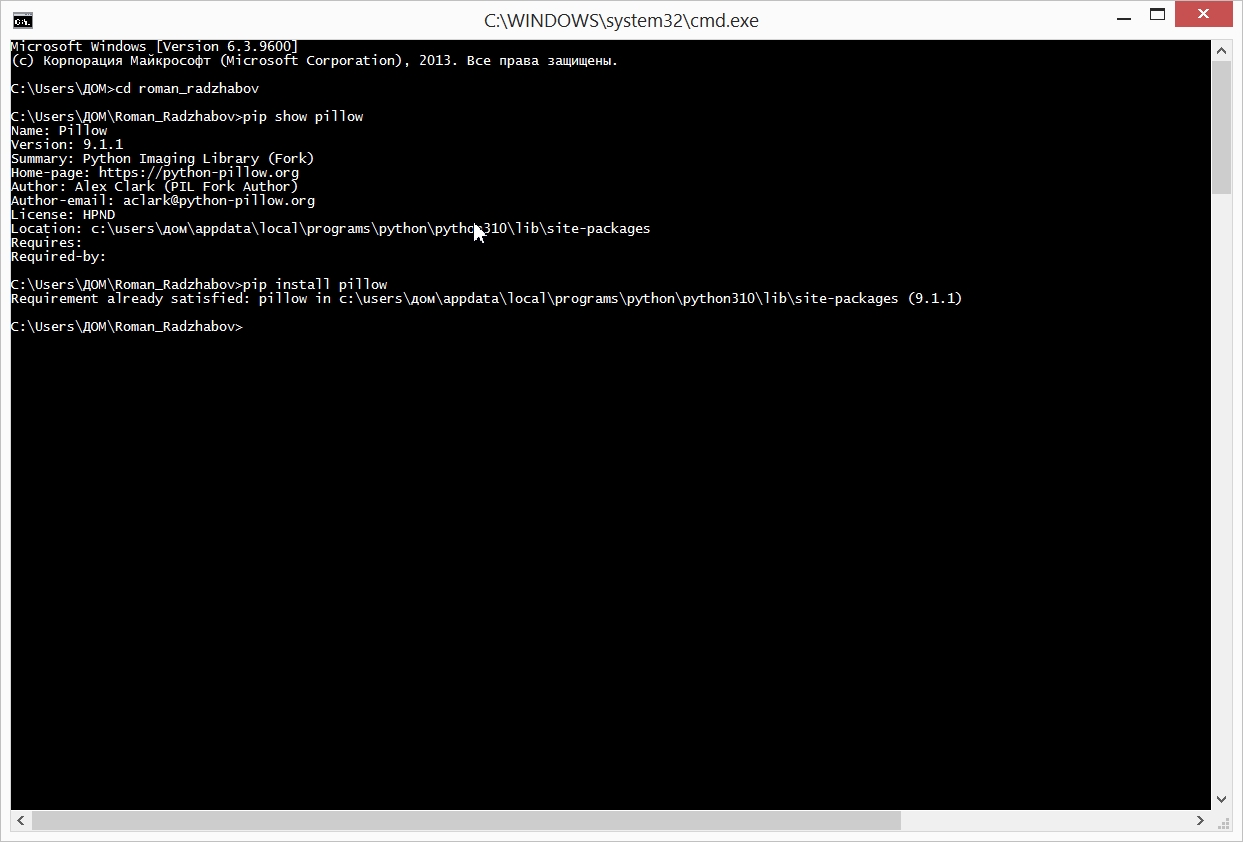 C:\WINDOWS\system32\cmd.exe
Microsoft Windows [Version 6.3.9600]
(c) Корпорация Майкрософт (Microsoft Corporation), 2013. Все права защищены.
C:\Users\ДОМ>cd roman_radzhabov
C:\Users\ДОМ\Roman_Radzhabov>pip show pillow
Name: Pillow
Version: 9.1.1
Summary: Python Imaging Library (Fork)
Home-page: https://python-pillow.org
Author: Alex Clark (PIL Fork Author)
Author-email: aclark@python-pillow.org
License: HPND
Location: c:\users\дом\appdata\local\programs\python\python310\lib\site-packages
Requires:
Required-by:
C:\Users\ДОМ\Roman_Radzhabov>pip install pillow
Requirement already satisfied: pillow in c:\users\дом\appdata\local\programs\python\python310\lib\site-packages (9.1.1)
C:\Users\ДОМ\Roman_Radzhabov>